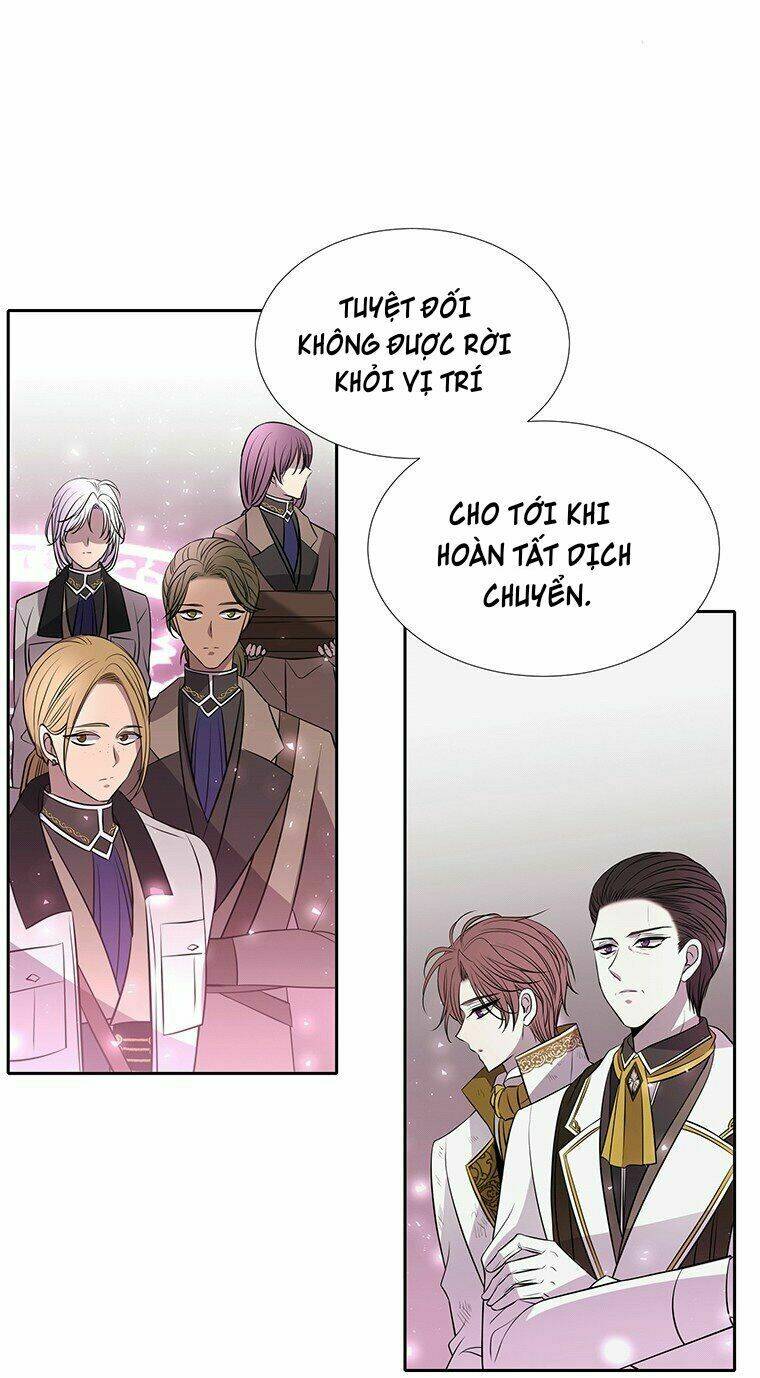 TUYỆT ĐỐI
KHÔNG ĐƯỢC RỜI
KHỎI VỊ TRÍ
CHO TỚI KHI
HOÀN TẤT DỊCH
CHUYỂN.